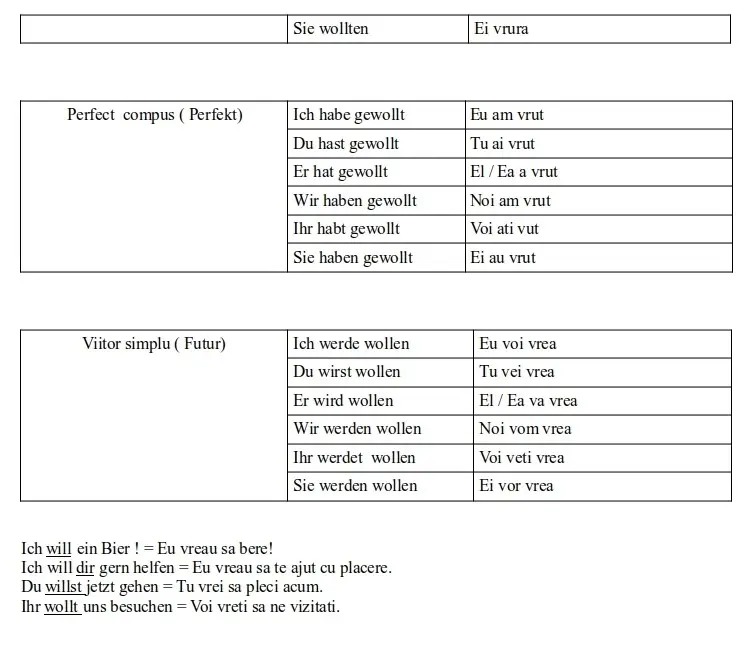 Sie wollten Ei vrura
Perfect compus ( Perfekt) Ich habe gewollt Eu am vrut
Du hast gewollt Tu ai vrut
Er hat gewollt El / Ea a vrut
Wir haben gewollt Noi am vrut
Ihr habt gewollt Voi ati vut
Sie haben gewollt Ei au vrut
Viitor simplu ( Futur) Ich werde wollen Eu voi vrea
Du wirst wollen Tu vei vrea
Er wird wollen El / Ea va vrea
Wir werden wollen Noi vom vrea
Ihr werdet wollen Voi veti vrea
Sie werden wollen Ei vor vrea
Ich will ein Bier ! = Eu vreau sa bere!
Ich will dir gern helfen = Eu vreau sa te ajut cu placere.
Du willst jetzt gehen = Tu vrei sa pleci acum.
Ihr wollt uns besuchen = Voi vreti sa ne vizitati.